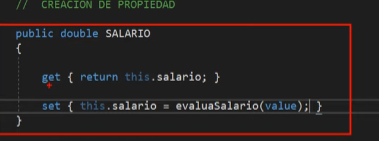 // CREACION DE PROPIEDAD
public double SALARIO
{
get { return this.salario; }
set { this.salario = evaluaSalario(value); }
}